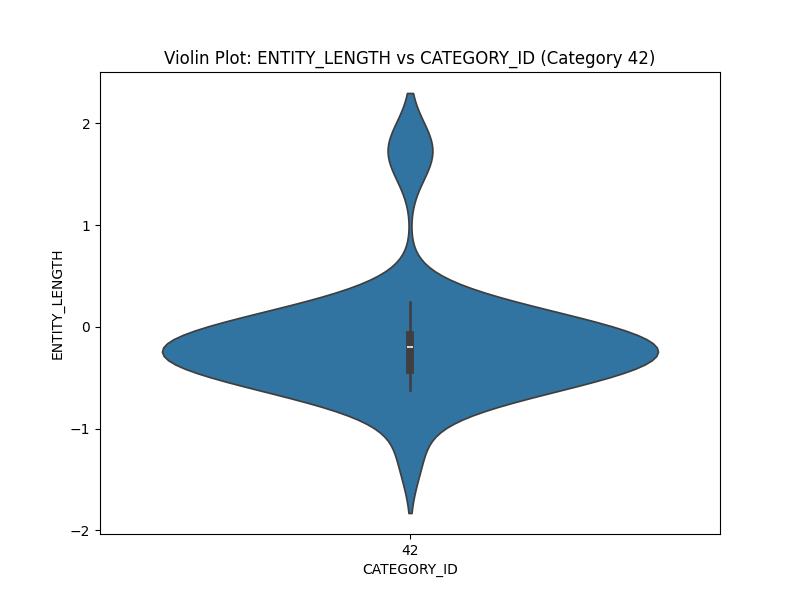 Violin Plot: ENTITY_LENGTH vs CATEGORY_ID (Category 42)
2
1
0
−1
−2
ENTITY_LENGTH
42
CATEGORY_ID